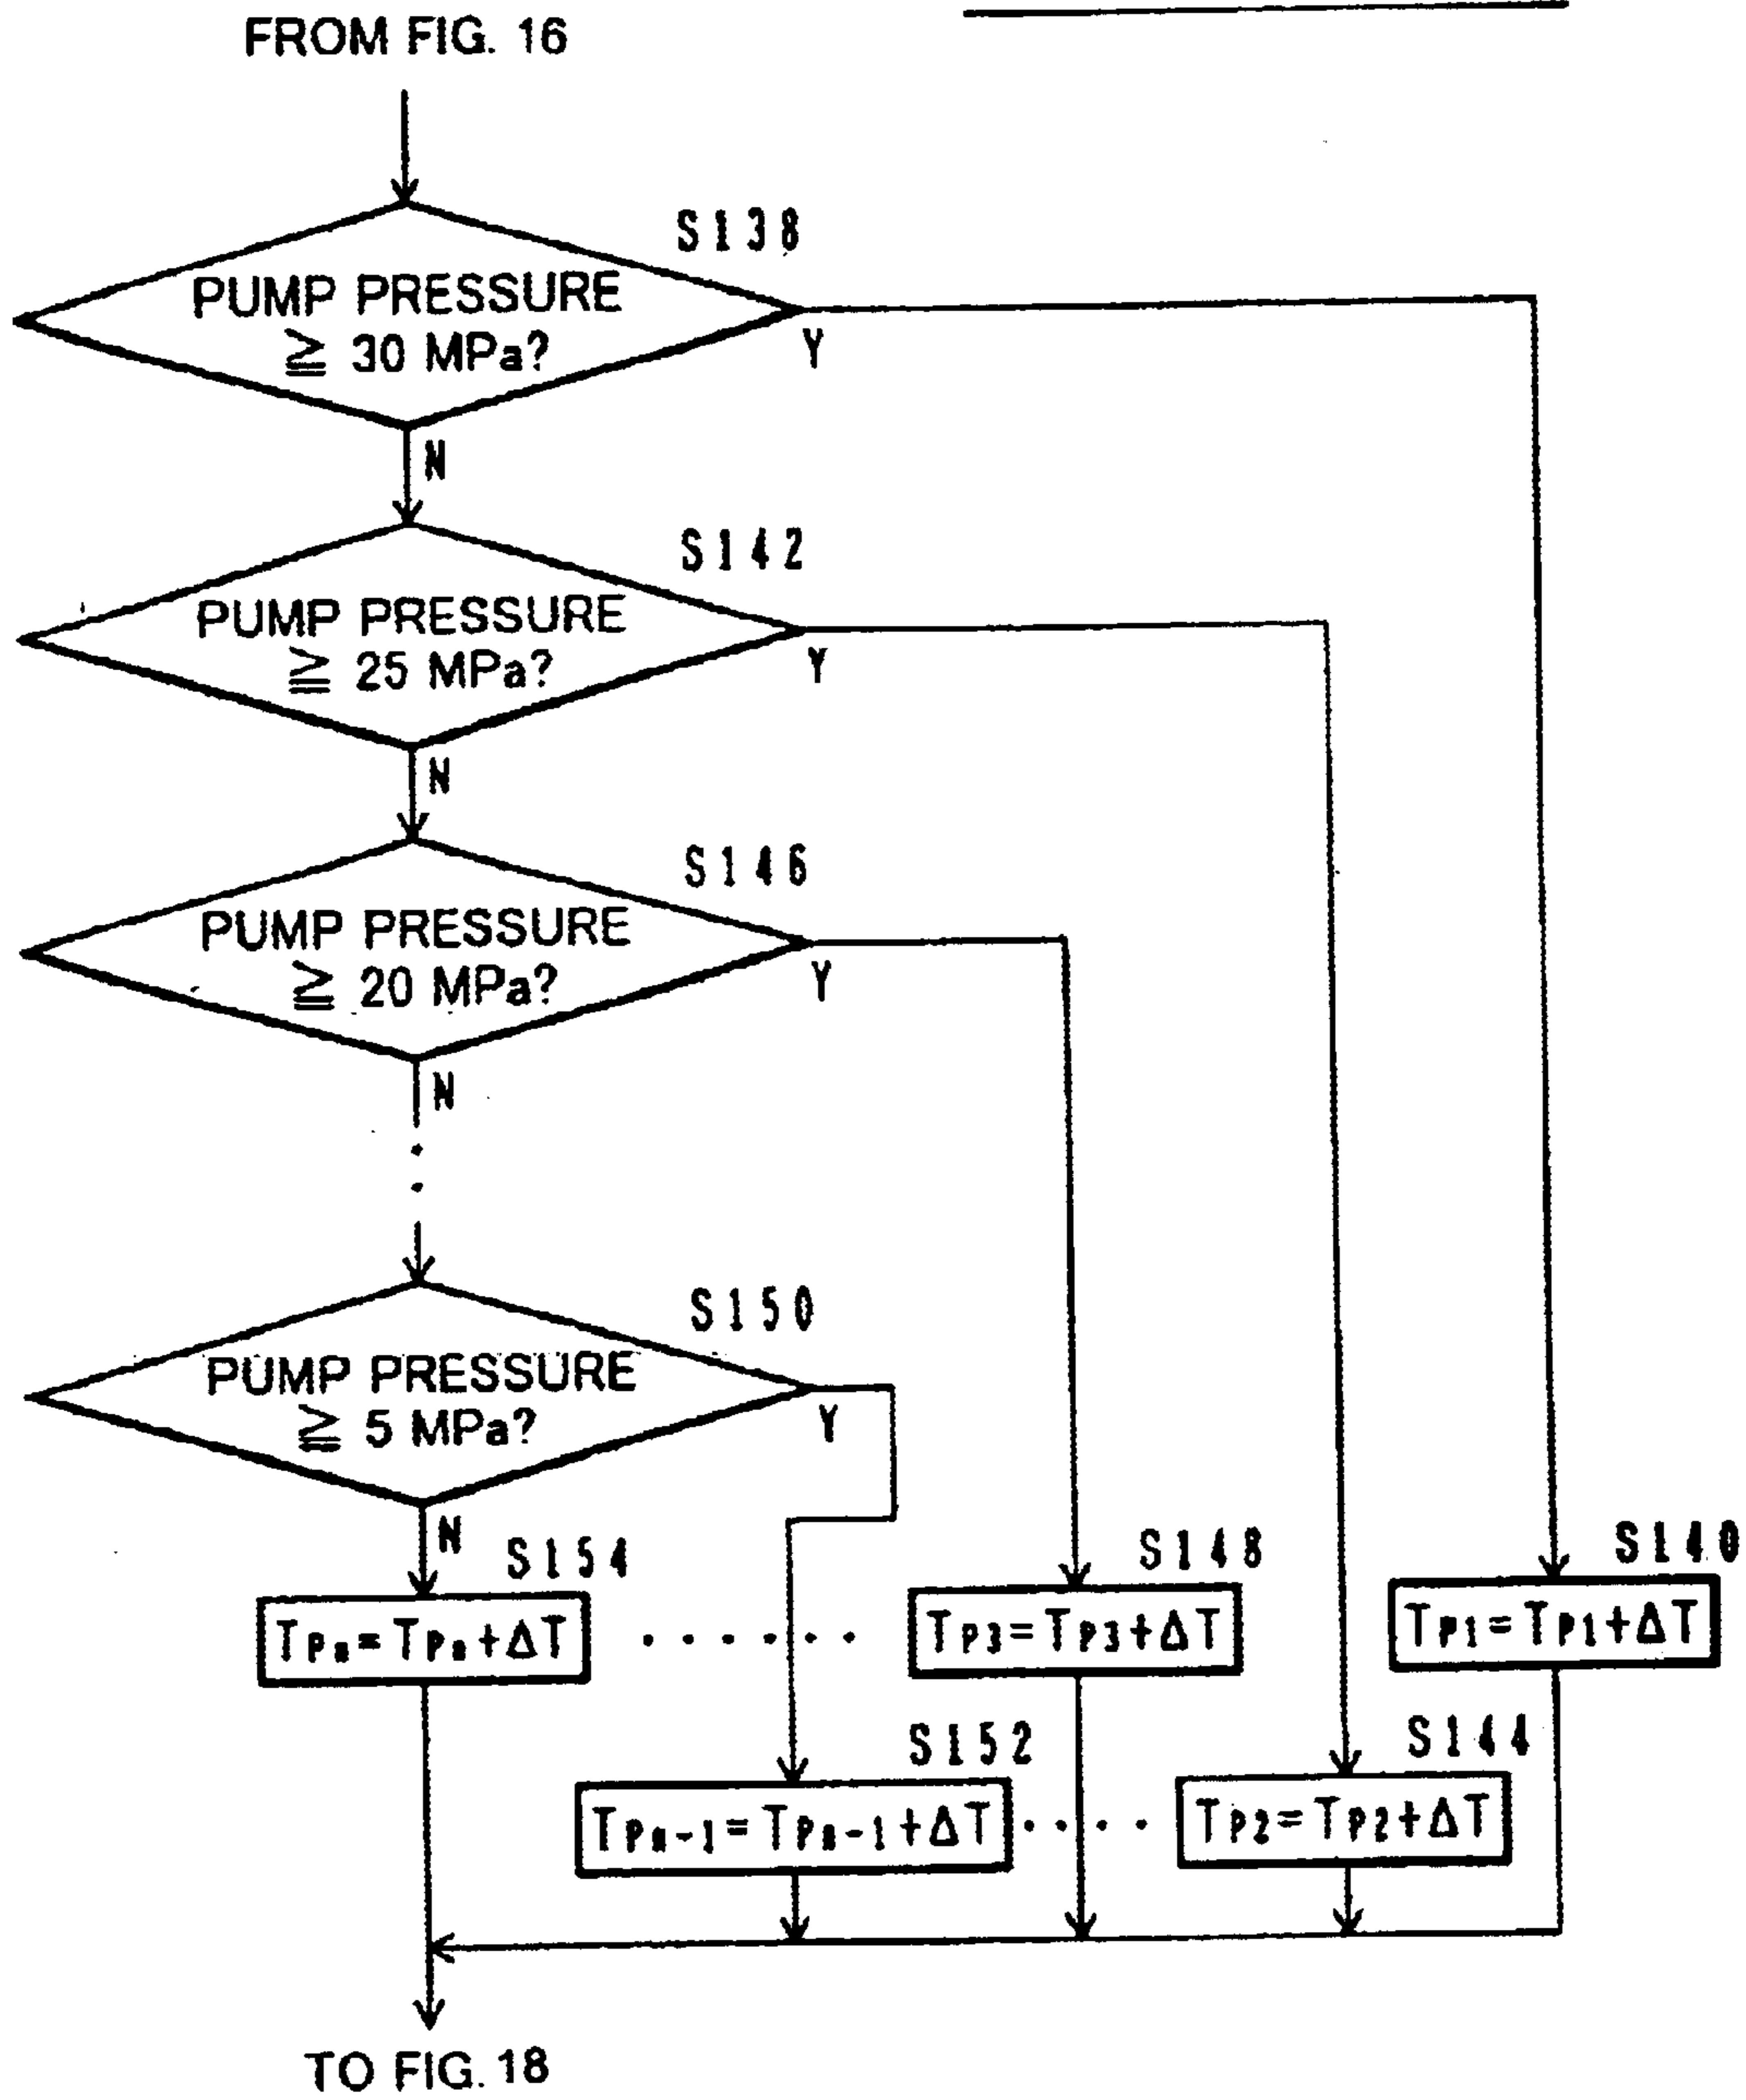 FROM FIG. 16
S138
PUMP PRESSURE
≧ 30 MPa?
Y
N
S142
PUMP PRESSURE
≧ 25 MPa?
Y
N
S146
PUMP PRESSURE
≧ 20 MPa?
Y
N
S150
PUMP PRESSURE
≧ 5 MPa?
Y
N
S154
TPn=TPn+ΔT
S148
TP3=TP3+ΔT
S140
TP1=TP1+ΔT
S152
TPn-1=TPn-1+ΔT
S144
TP2=TP2+ΔT
TO FIG. 18